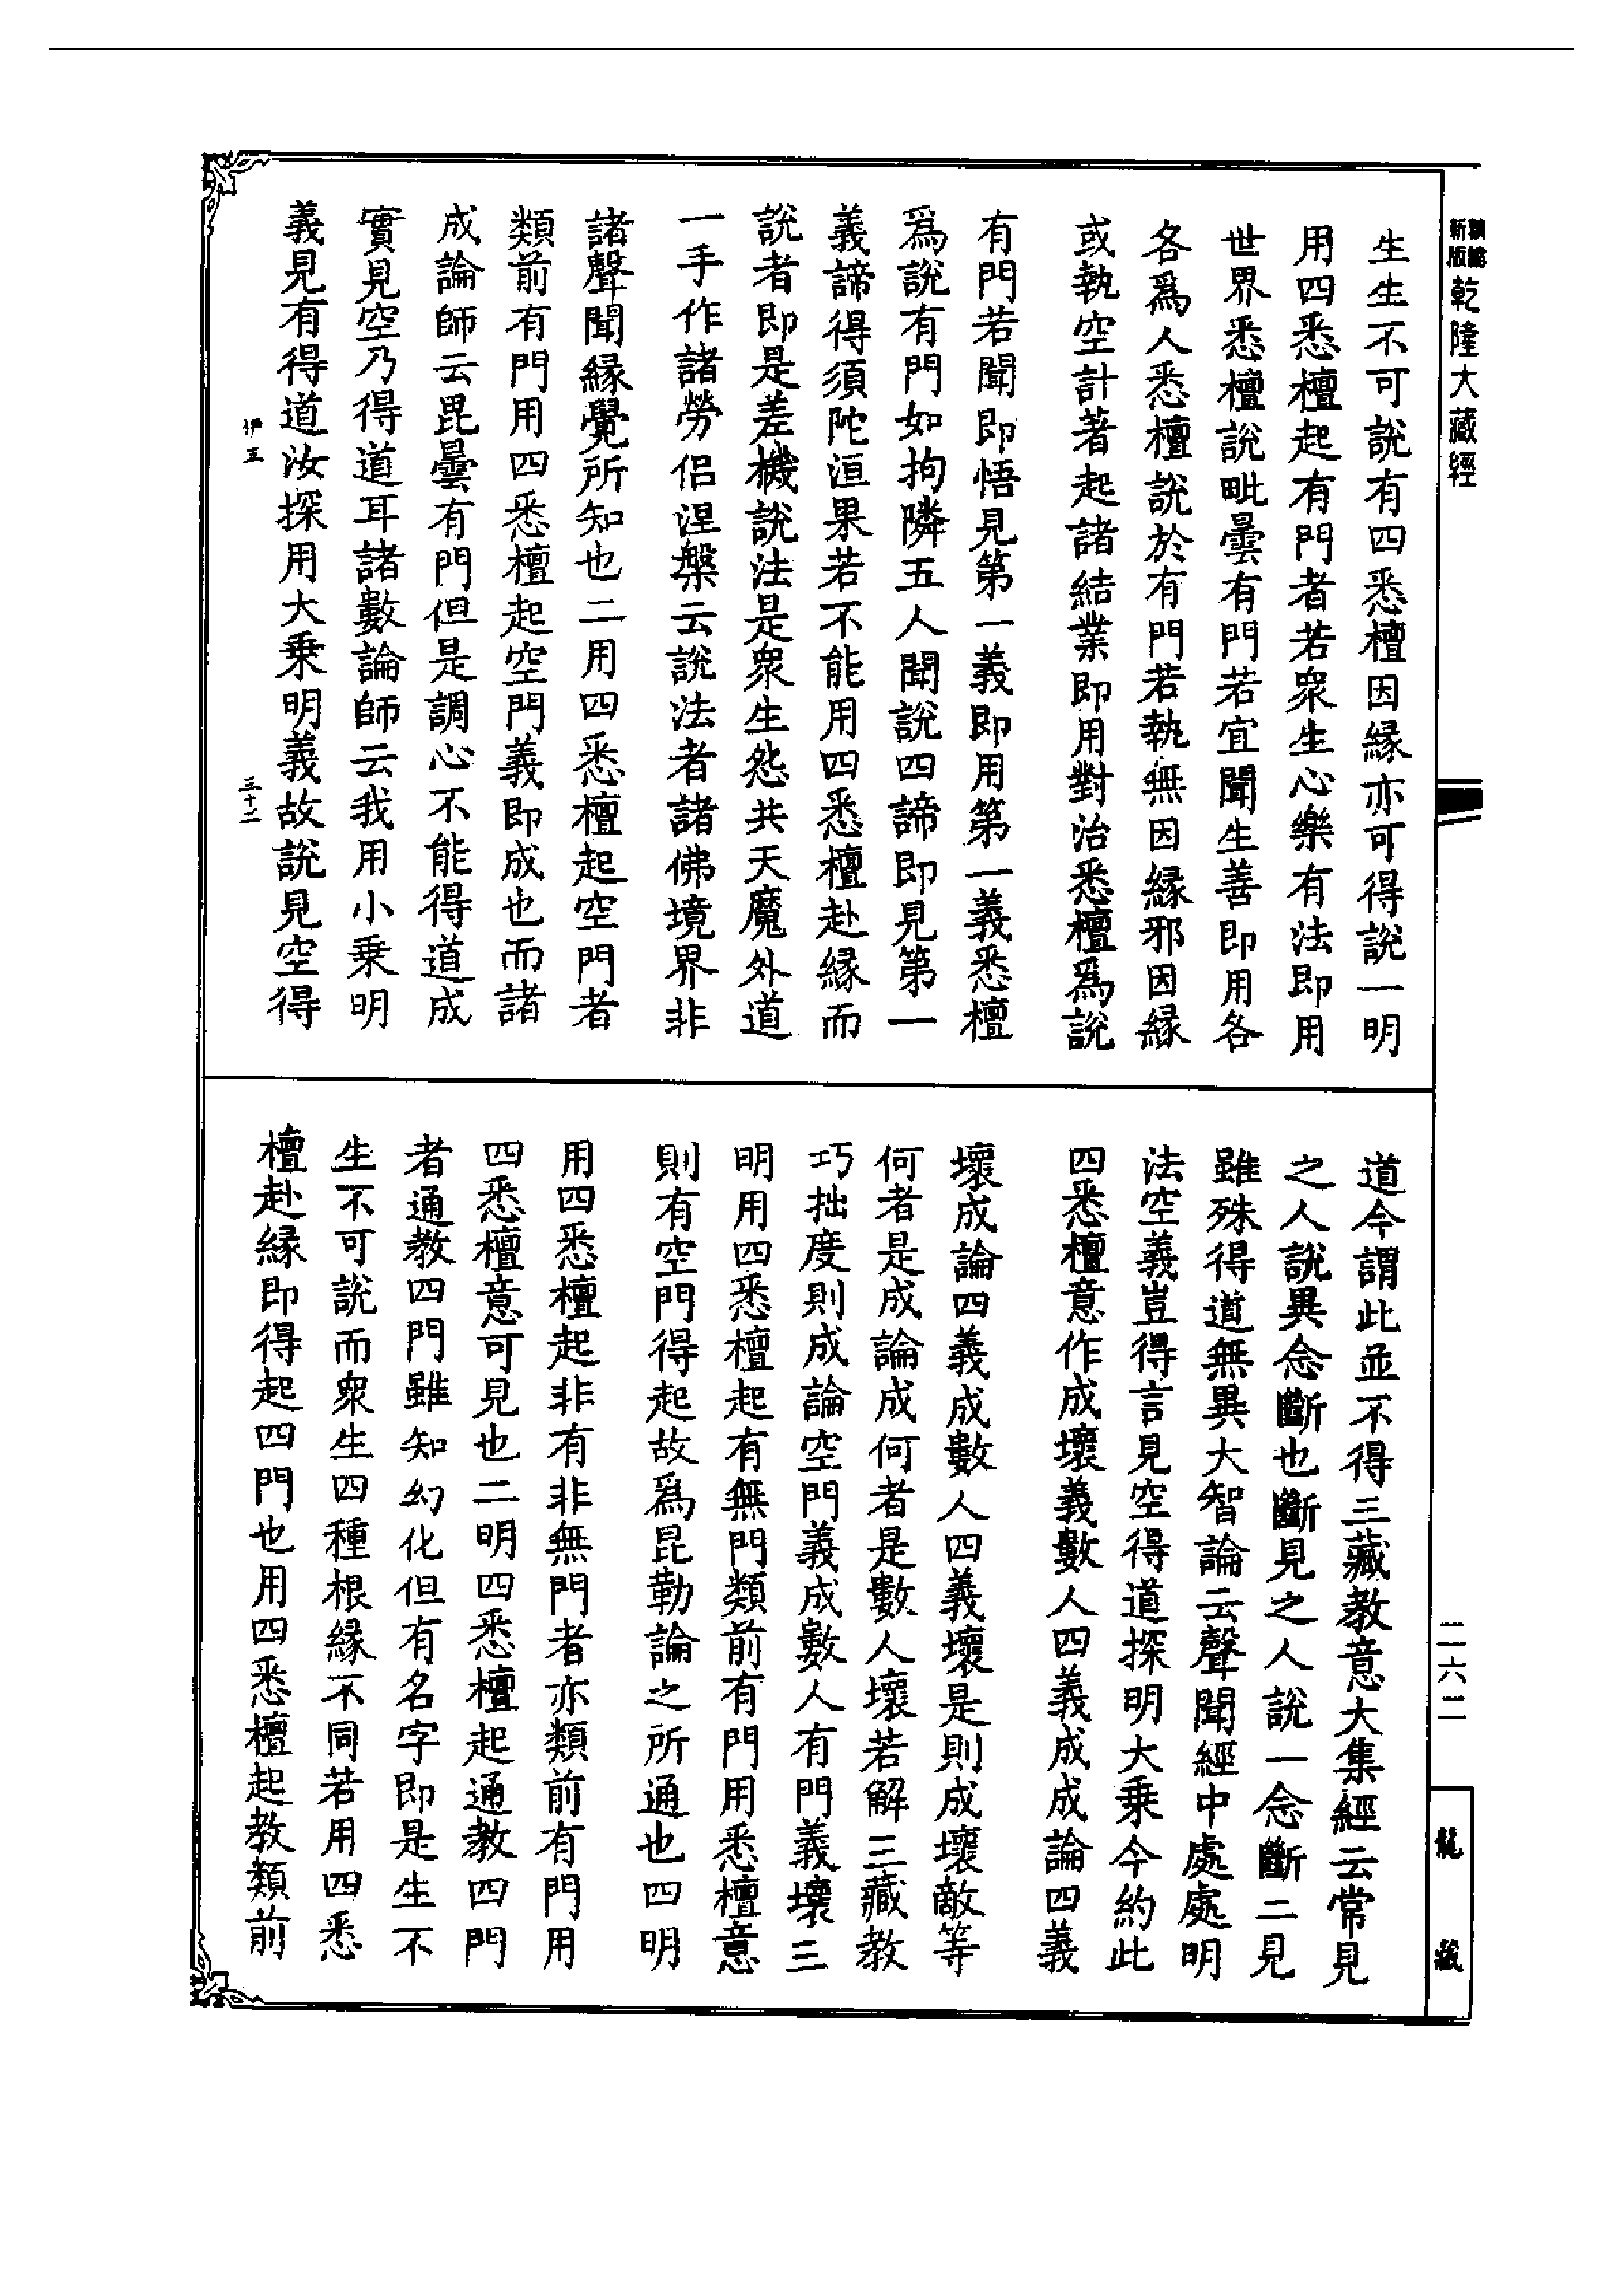 新編縮版乾隆大藏經
生生不可說有四悉檀因緣亦可得說一明
用四悉檀起有門者若衆生心樂有法即用
世界悉檀說毗曇有門若宜聞生善即用各
各爲人悉檀說於有門若執無因緣邪因緣
或執空計著起諸結業即用對治悉檀爲說
有門若聞即悟見第一義即用第一義悉檀
爲說有門如拘隣五人聞說四諦即見第一
義諦得須陀洹果若不能用四悉檀赴緣而
說者即是差機說法是衆生怨共天魔外道
一手作諸勞侶涅槃云說法者諸佛境界非
諸聲聞緣覺所知也二用四悉檀起空門者
類前有門用四悉檀起空門義即成也而諸
成論師云毘曇有門但是調心不能得道成
實見空乃得道耳諸數論師云我用小乗明
義見有得道汝探用大乗明義故說見空得
三十二
道今謂此並不得三藏教意大集經云常見
之人說異念斷也斷見之人說一念斷二見
雖殊得道無異大智論云聲聞經中處處明
法空義豈得言見空得道探明大乗今約此
四悉檀意作成壞義數人四義成成論四義
壞成論四義成數人四義壞是則成壞敵等
何者是成論成何者是數人壞若解三藏教
巧拙度則成論空門義成數人有門義壞三
明用四悉檀起有無門類前有門用悉檀意
則有空門得起故爲昆勒論之所通也四明
用四悉檀起非有非無門者亦類前有門用
四悉檀意可見也二明四悉檀起通教四門
者通教四門雖知幻化但有名字即是生不
生不可說而衆生四種根緣不同若用四悉
檀赴緣即得起四門也用四悉檀起教類前
二六二
龍藏